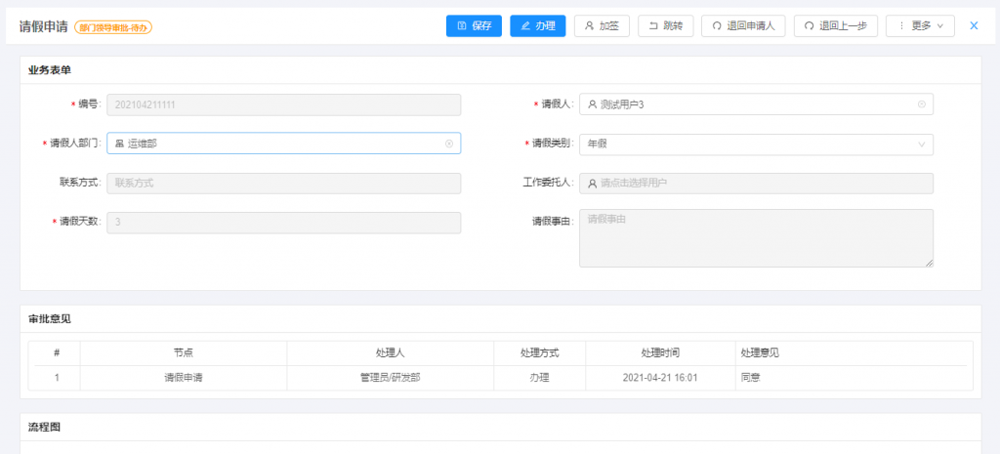 请假申请 部门领导审批-待办 保存 办理 加签 跳转 退回申请人 退回上一步 更多
业务表单
* 编号: 202104211111 * 请假人: 测试用户3
* 请假人部门: 运维部 * 请假类别: 年假
联系方式: 联系方式 工作委托人: 请点击选择用户
* 请假天数: 3 请假事由: 请假事由
审批意见
# 节点 处理人 处理方式 处理时间 处理意见
1 请假申请 管理员/研发部 办理 2021-04-21 16:01 同意
流程图